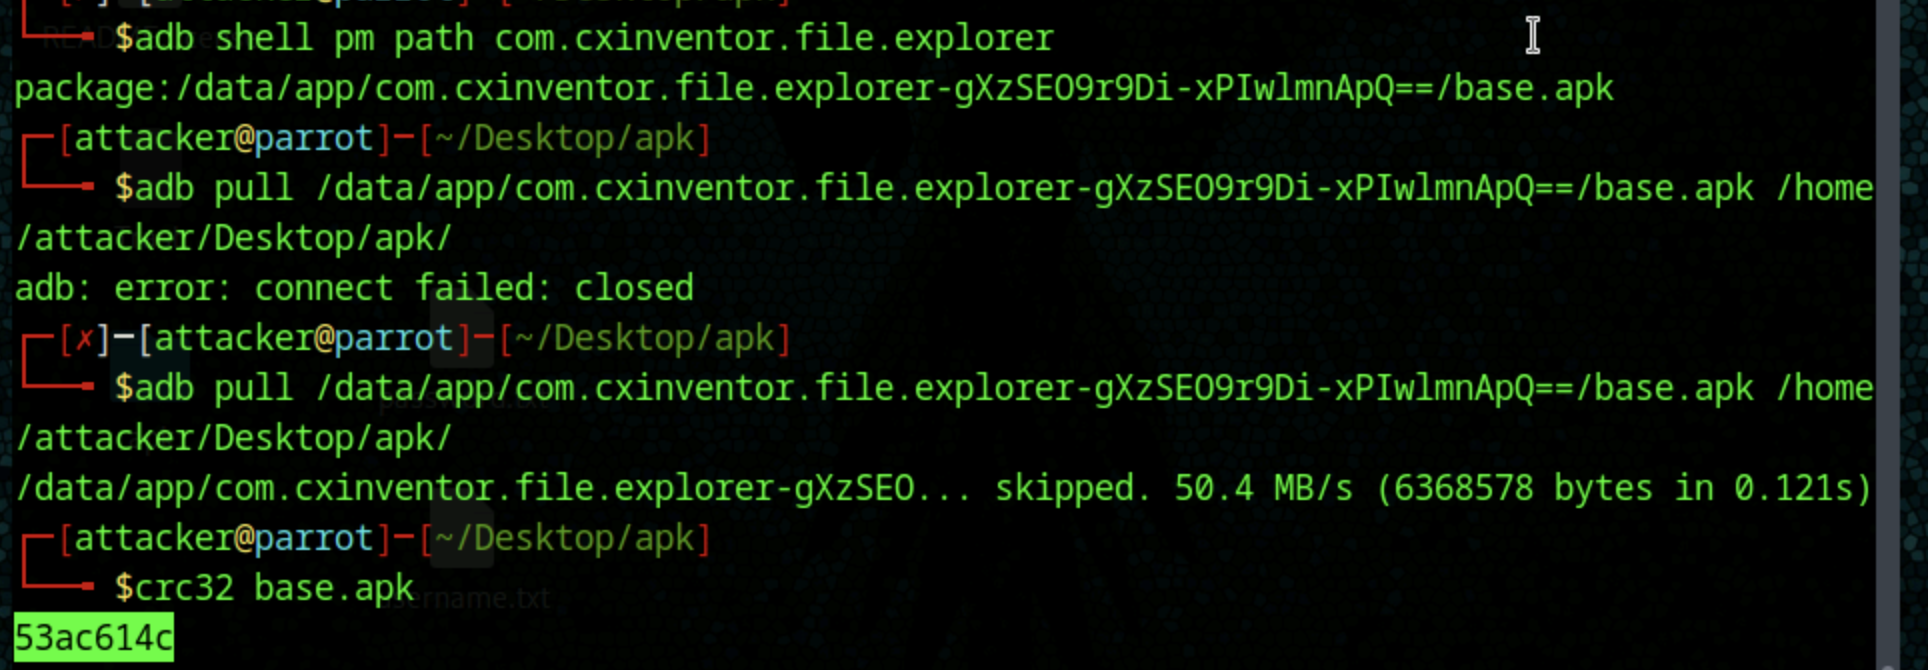 $adb shell pm path com.cxinventor.file.explorer
package:/data/app/com.cxinventor.file.explorer-gXzSEO9r9Di-xPIwlmnApQ==/base.apk
[attacker@parrot]─[~/Desktop/apk]
$adb pull /data/app/com.cxinventor.file.explorer-gXzSEO9r9Di-xPIwlmnApQ==/base.apk /home
/attacker/Desktop/apk/
adb: error: connect failed: closed
[✗]─[attacker@parrot]─[~/Desktop/apk]
$adb pull /data/app/com.cxinventor.file.explorer-gXzSEO9r9Di-xPIwlmnApQ==/base.apk /home
/attacker/Desktop/apk/
/data/app/com.cxinventor.file.explorer-gXzSEO... skipped. 50.4 MB/s (6368578 bytes in 0.121s)
[attacker@parrot]─[~/Desktop/apk]
$crc32 base.apk
53ac614c